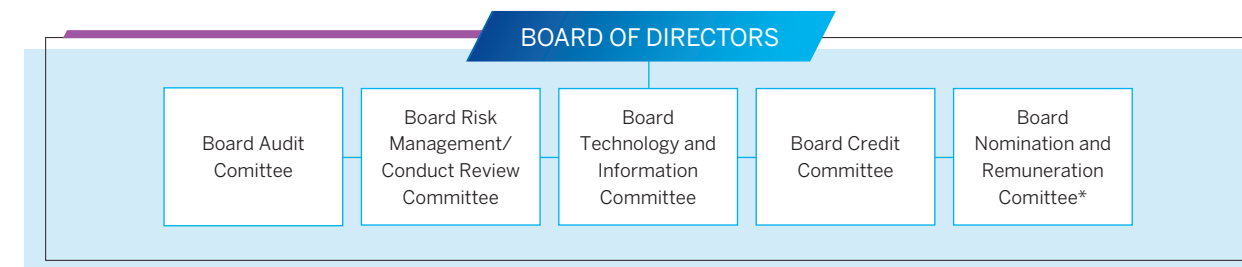 BOARD OF DIRECTORS
Board Audit
Comittee
Board Risk
Management/
Conduct Review
Committee
Board
Technology and
Information
Committee
Board Credit
Committee
Board
Nomination and
Remuneration
Comittee*